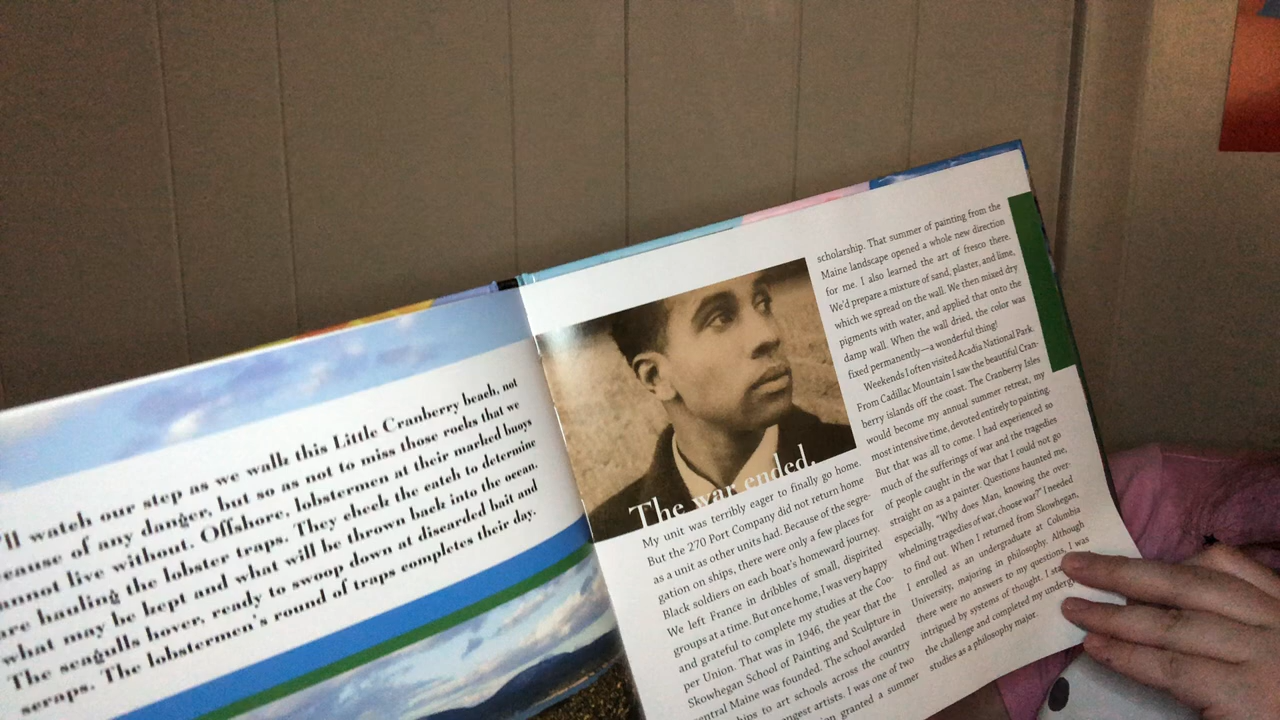 'll watch our step as we walk this Little Cranberry beach, not
ecause of any danger, but so as not to miss those rocks that we
annot live without. Offshore, lobstermen at their marked buoys
are hauling the lobster traps. They check the catch to determine
what may be kept and what will be thrown back into the ocean.
The seagulls hover, ready to swoop down at discarded bait and
scraps. The lobstermen's round of traps completes their day.
The war ended.
My unit was terribly eager to finally go home.
But the 270 Port Company did not return home
as a unit as other units had. Because of the segre-
gation on ships, there were only a few places for
Black soldiers on each boat's homeward journey.
We left France in dribbles of small, dispirited
groups at a time. But once home, I was very happy
and grateful to complete my studies at the Coo-
per Union. That was in 1946, the year that the
Skowhegan School of Painting and Sculpture in
entral Maine was founded. The school awarded
hips to art schools across the country
ngest artists. I was one of two
on granted a summer
scholarship. That summer of painting from the
Maine landscape opened a whole new direction
for me. I also learned the art of fresco there.
We'd prepare a mixture of sand, plaster, and lime,
which we spread on the wall. We then mixed dry
pigments with water, and applied that onto the
damp wall. When the wall dried, the color was
fixed permanently—a wonderful thing!
Weekends I often visited Acadia National Park.
From Cadillac Mountain I saw the beautiful Cran-
berry islands off the coast. The Cranberry Isles
would become my annual summer retreat, my
most intensive time, devoted entirely to painting.
But that was all to come. I had experienced so
much of the sufferings of war and the tragedies
of people caught in the war that I could not go
straight on as a painter. Questions haunted me,
especially, "Why does Man, knowing the over-
whelming tragedies of war, choose war?" I needed
to find out. When I returned from Skowhegan,
I enrolled as an undergraduate at Columbia
University, majoring in philosophy. Although
there were no answers to my questions, I was
intrigued by systems of thought. I
the challenge and completed my underg
studies as a philosophy major.